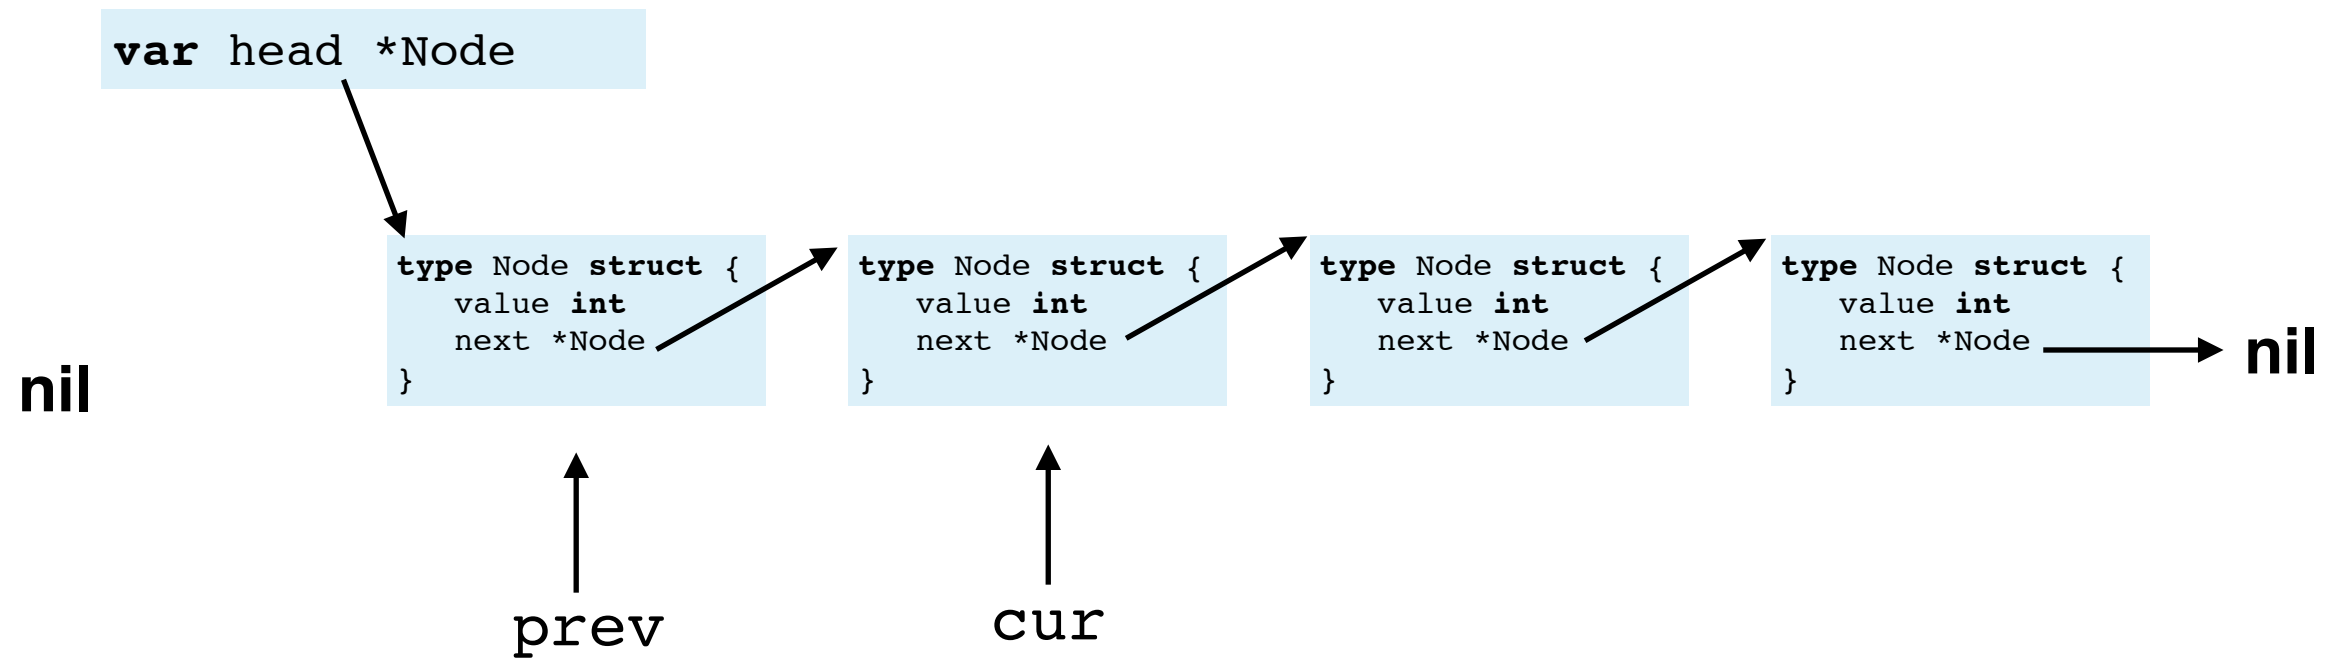 var head *Node
type Node struct {
   value int
   next *Node
}
type Node struct {
   value int
   next *Node
}
type Node struct {
   value int
   next *Node
}
type Node struct {
   value int
   next *Node
}
nil
nil
prev
cur